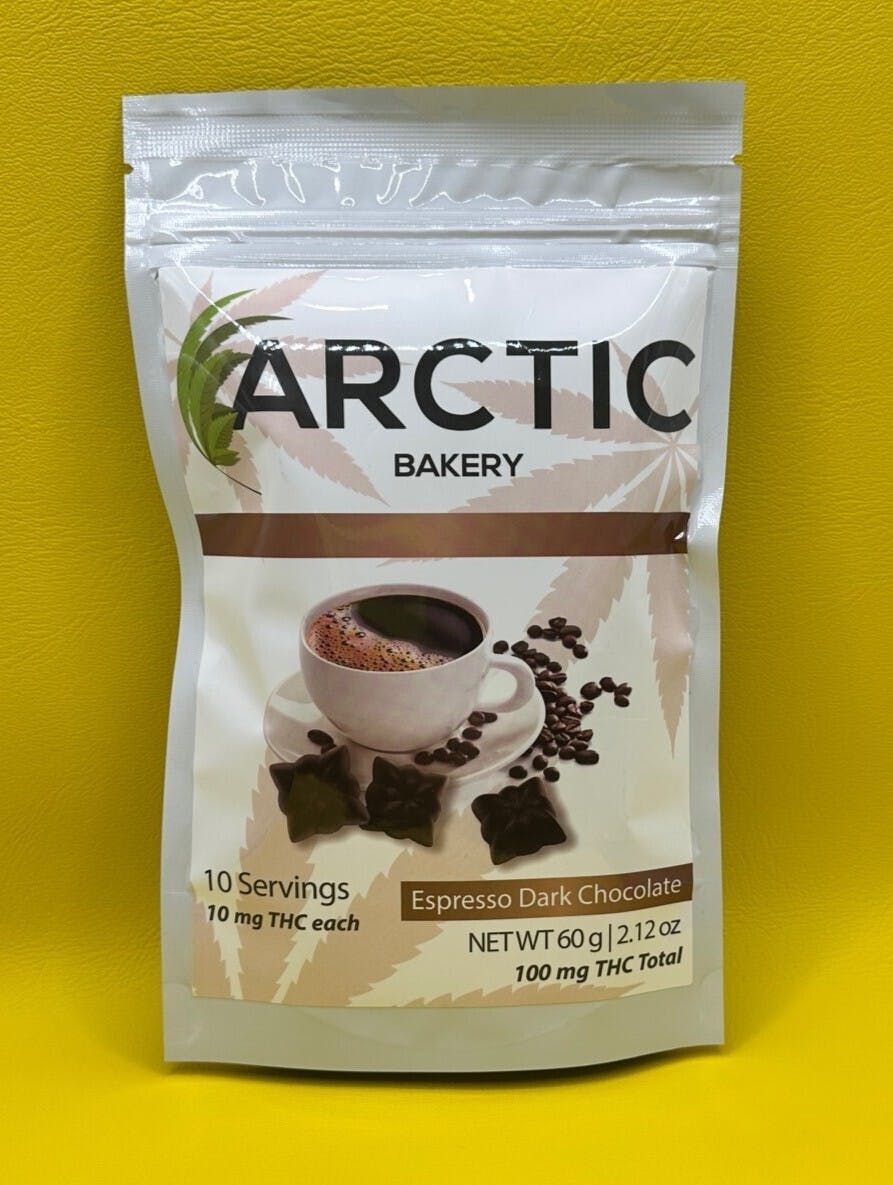 ARCTIC
BAKERY
10 Servings
10 mg THC each
Espresso Dark Chocolate
NET WT 60 g | 2.12 oz
100 mg THC Total